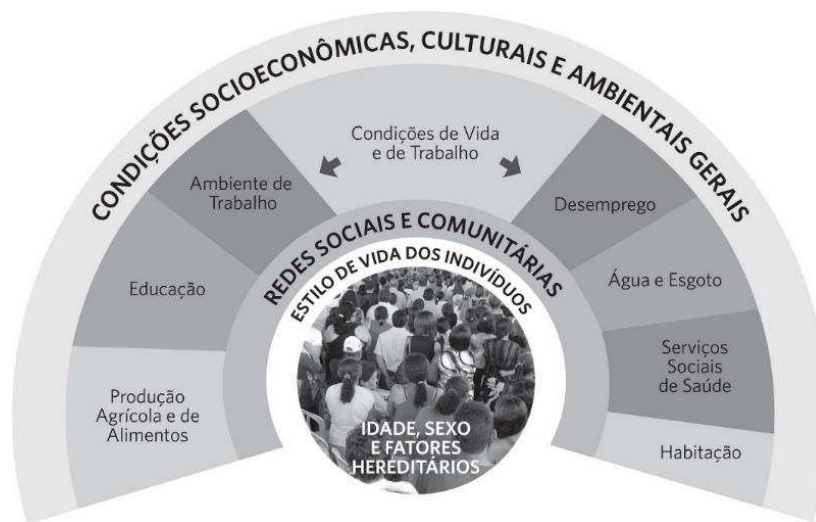 CONDIÇÕES SOCIOECONÔMICAS, CULTURAIS E AMBIENTAIS GERAIS
Condições de Vida
e de Trabalho
Ambiente de
Trabalho
Desemprego
Educação
Água e Esgoto
Produção
Agrícola e de
Alimentos
Serviços
Sociais
de Saúde
Habitação
REDES SOCIAIS E COMUNITÁRIAS
ESTILO DE VIDA DOS INDIVÍDUOS
IDADE, SEXO
E FATORES
HEREDITÁRIOS